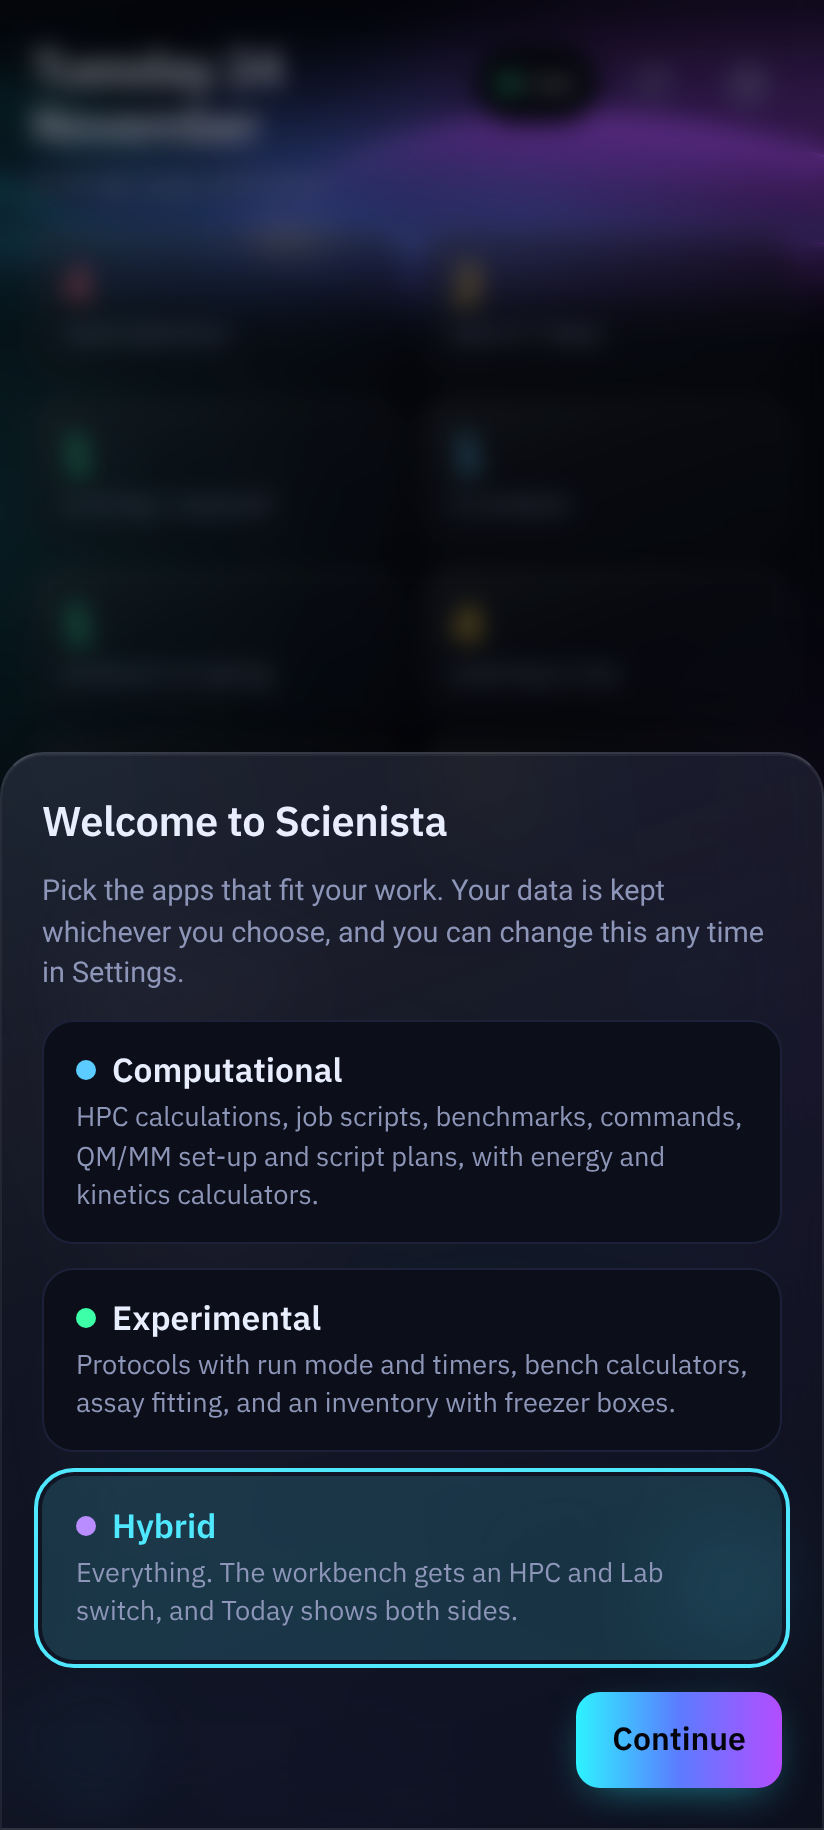 Tuesday 24
November
Welcome to Scienista
Pick the apps that fit your work. Your data is kept
whichever you choose, and you can change this any time
in Settings.
Computational
HPC calculations, job scripts, benchmarks, commands,
QM/MM set-up and script plans, with energy and
kinetics calculators.
Experimental
Protocols with run mode and timers, bench calculators,
assay fitting, and an inventory with freezer boxes.
Hybrid
Everything. The workbench gets an HPC and Lab
switch, and Today shows both sides.
Continue